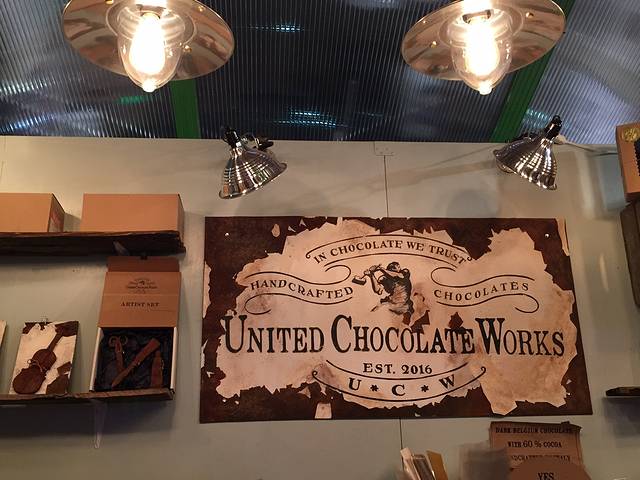 IN CHOCOLATE WE TRUST
HANDCRAFTED CHOCOLATES
UNITED CHOCOLATE WORKS
EST. 2016
U * C * W
ARTIST SET
DARK BELGIUM CHOCOLATE
WITH 60 % COCOA
YES